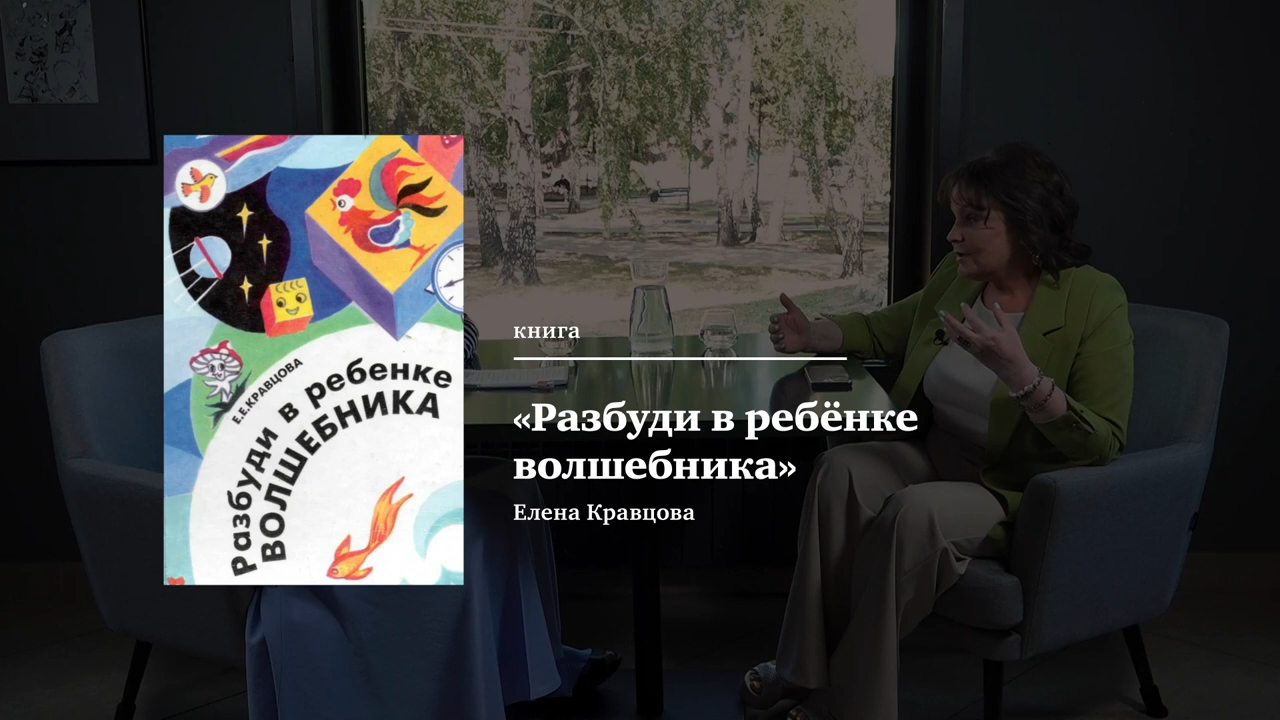 Е.Е.КРАВЦОВА
Разбуди в ребенке
ВОЛШЕБНИКА
книга
«Разбуди в ребёнке
волшебника»
Елена Кравцова